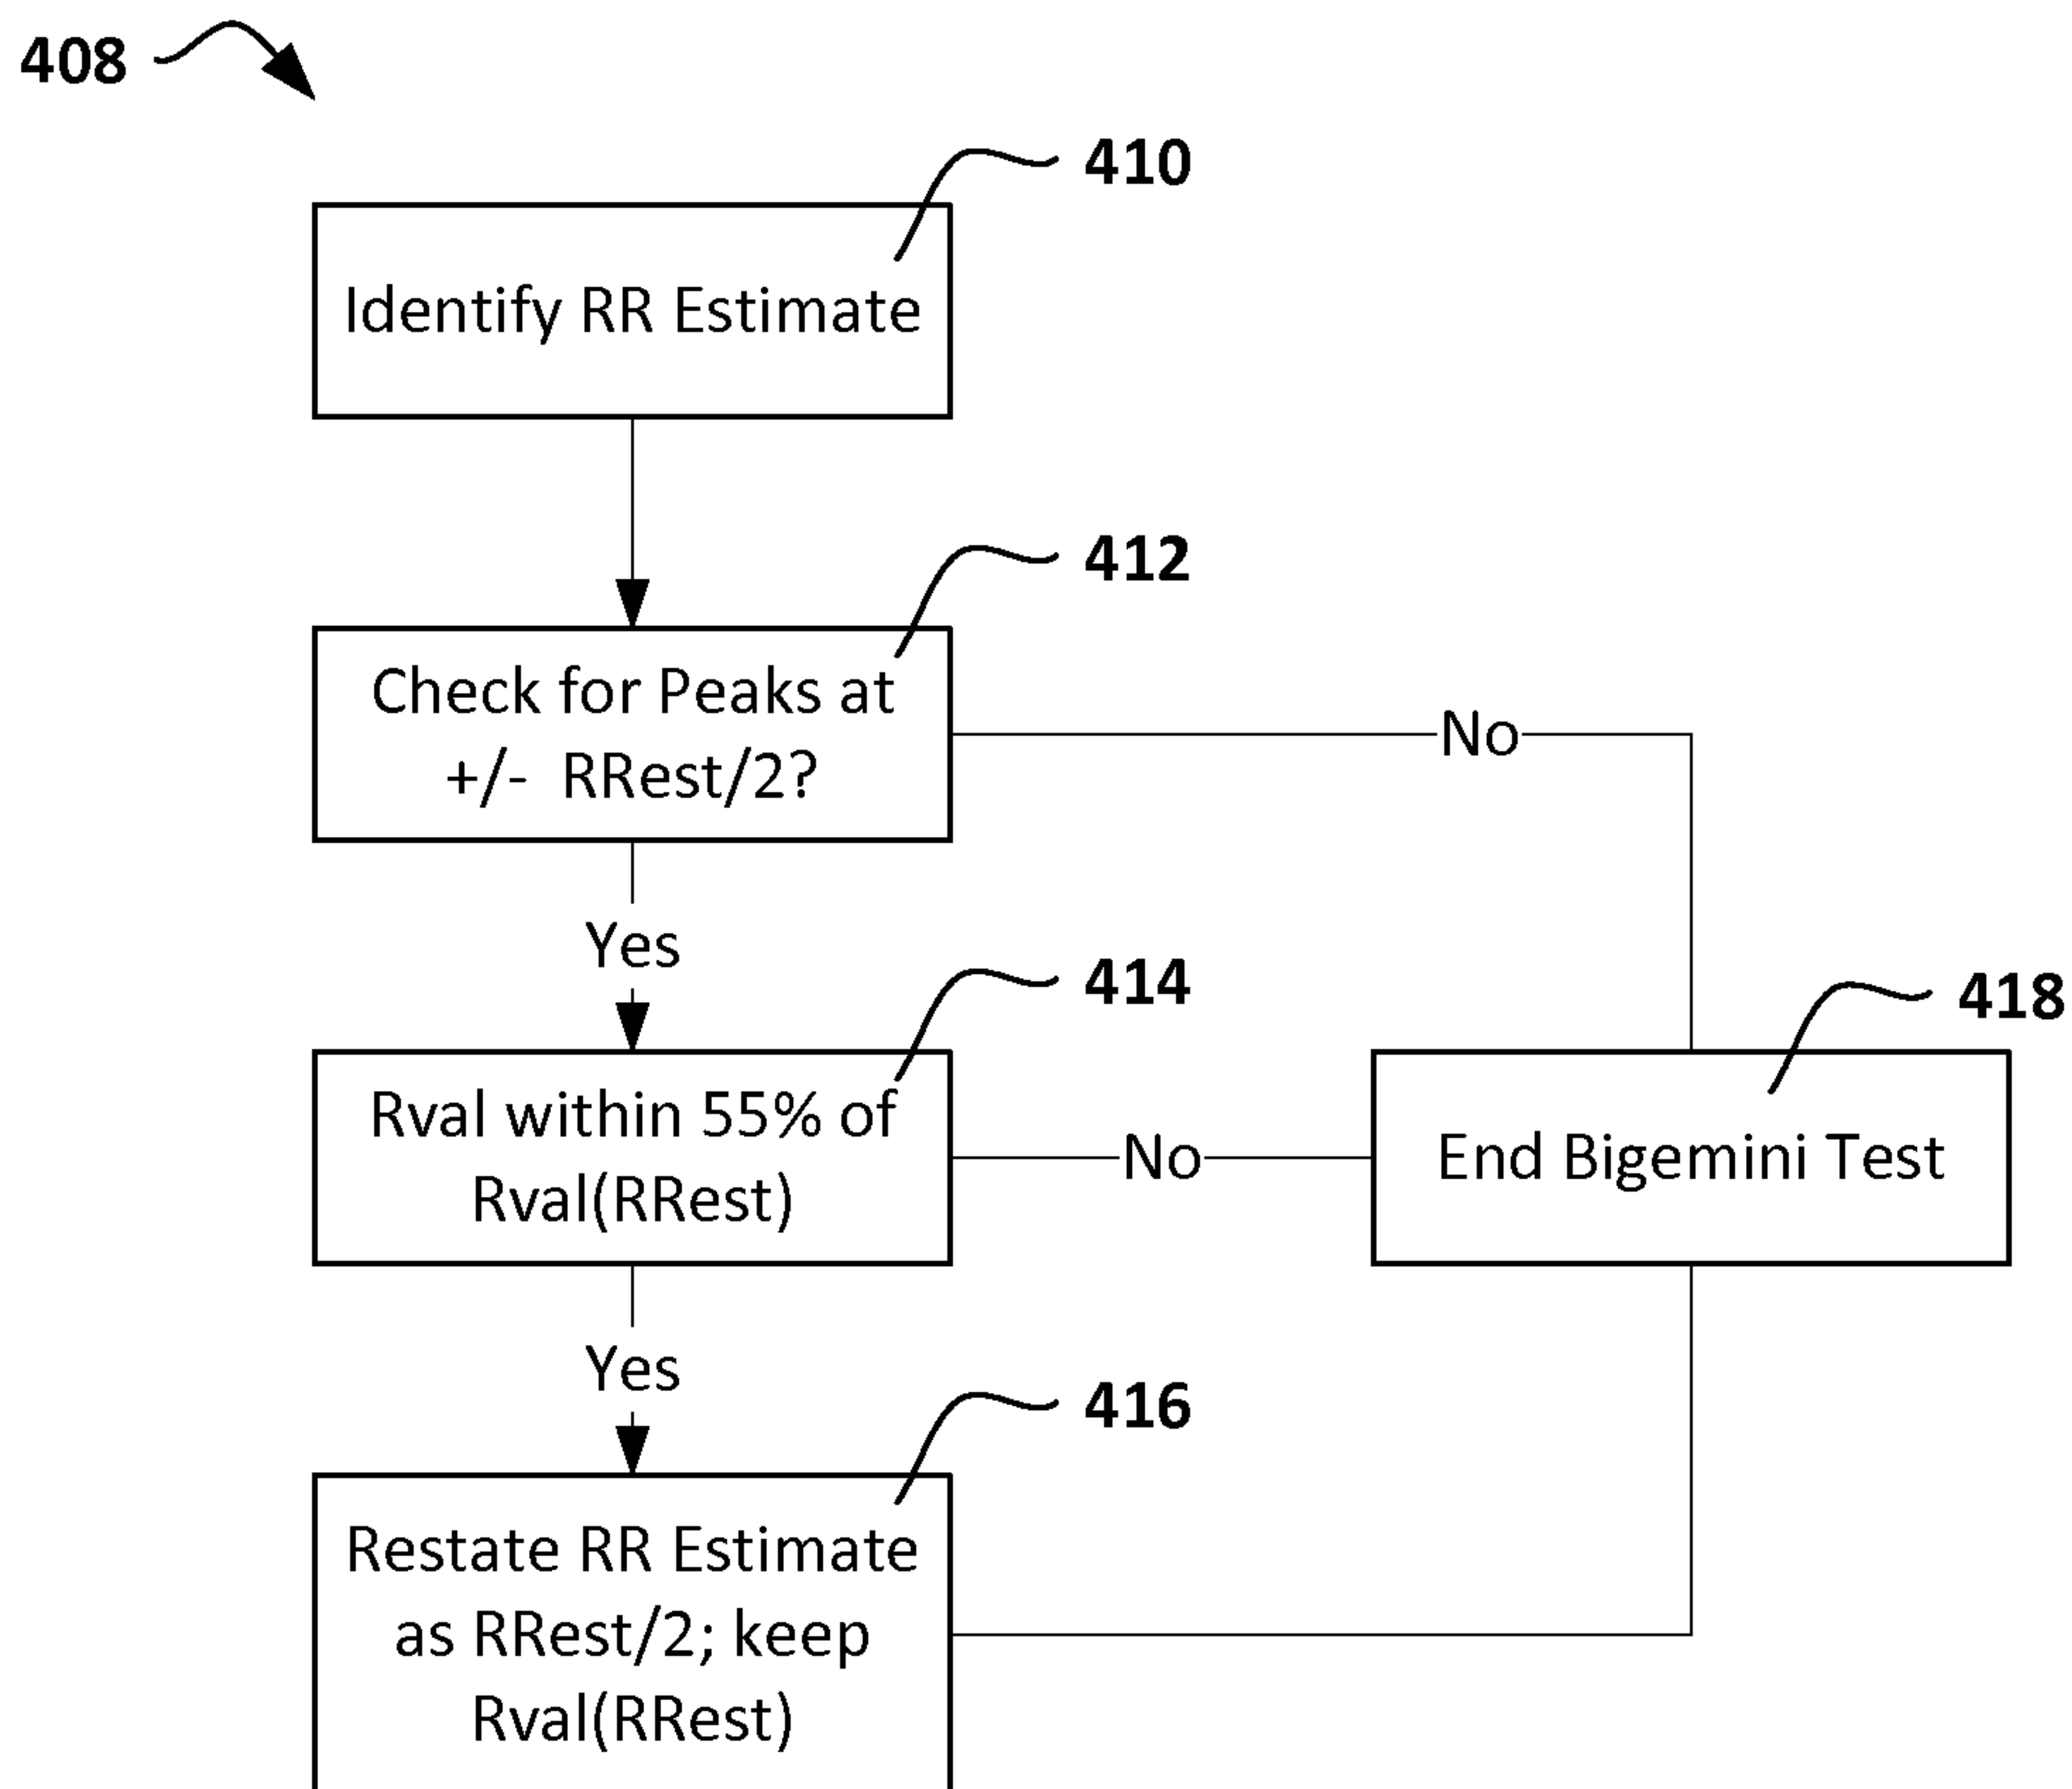 408
410
Identify RR Estimate
412
Check for Peaks at
+/- RRest/2?
No
Yes
414
418
Rval within 55% of
Rval(RRest)
No
End Bigemini Test
Yes
416
Restate RR Estimate
as RRest/2; keep
Rval(RRest)